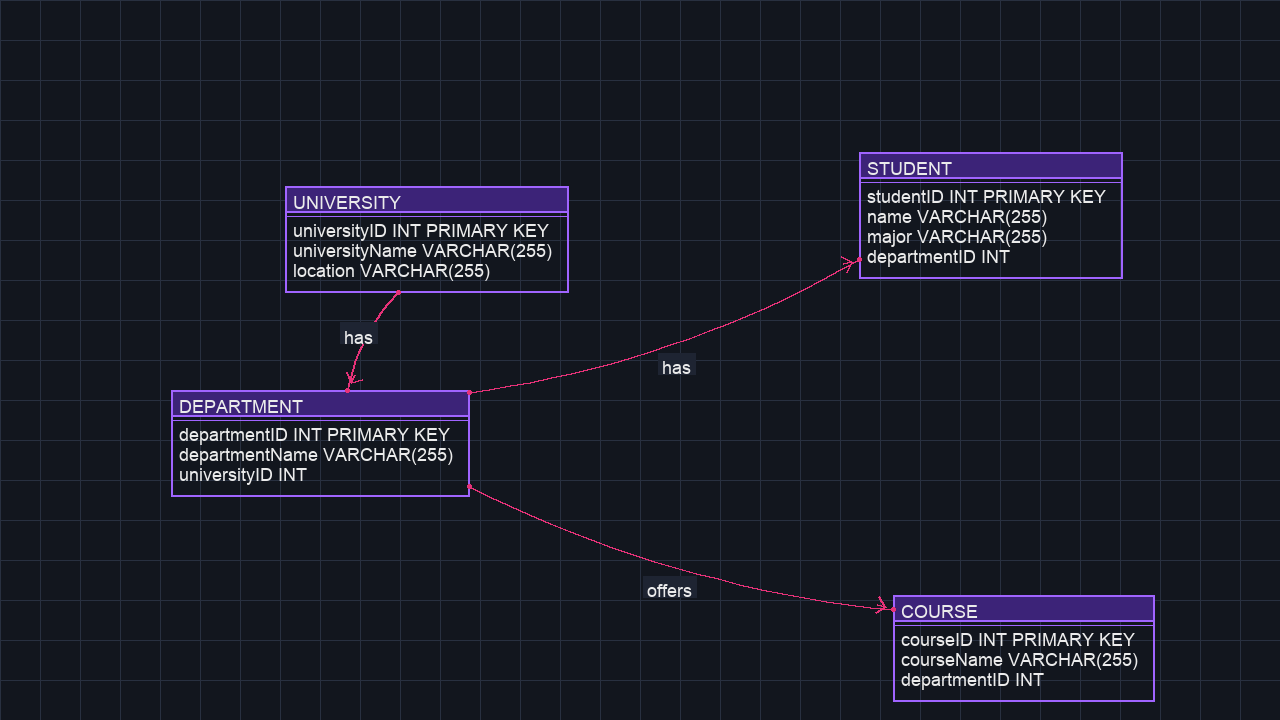 UNIVERSITY
universityID INT PRIMARY KEY
universityName VARCHAR(255)
location VARCHAR(255)
STUDENT
studentID INT PRIMARY KEY
name VARCHAR(255)
major VARCHAR(255)
departmentID INT
has
has
DEPARTMENT
departmentID INT PRIMARY KEY
departmentName VARCHAR(255)
universityID INT
offers
COURSE
courseID INT PRIMARY KEY
courseName VARCHAR(255)
departmentID INT